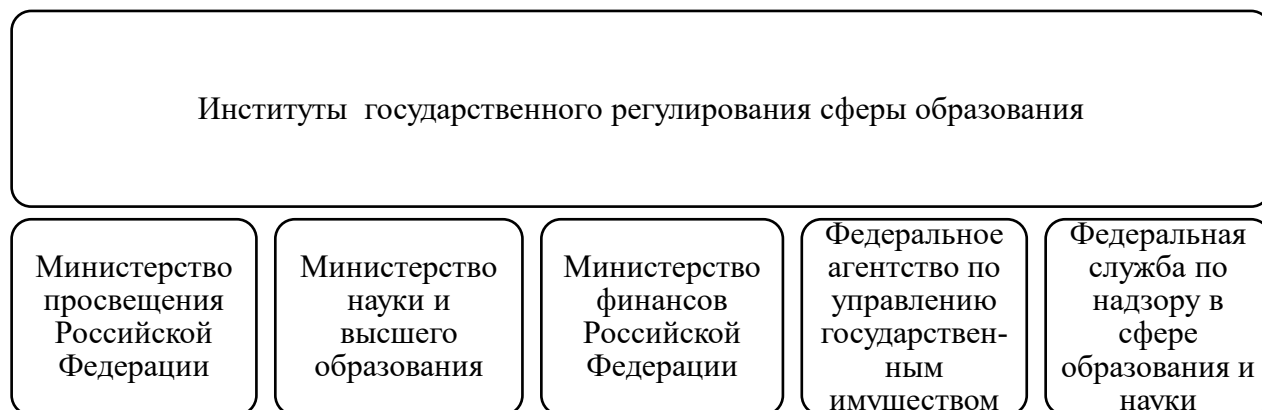 Институты  государственного регулирования сферы образования
Министерство
просвещения
Российской
Федерации
Министерство
науки и
высшего
образования
Министерство
финансов
Российской
Федерации
Федеральное
агентство по
управлению
государствен-
ным
имуществом
Федеральная
служба по
надзору в
сфере
образования и
науки